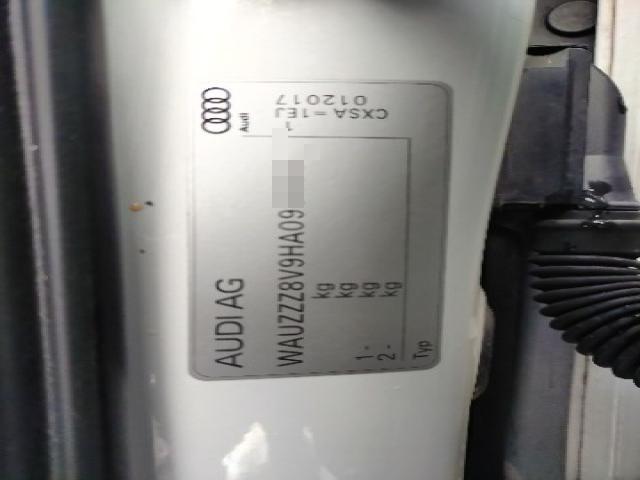 AUDI AG
Audi
WAUZZZ8V9HA09
1
kg
kg
1 - kg
2 - kg
Typ
CXSA-1EJ
012017